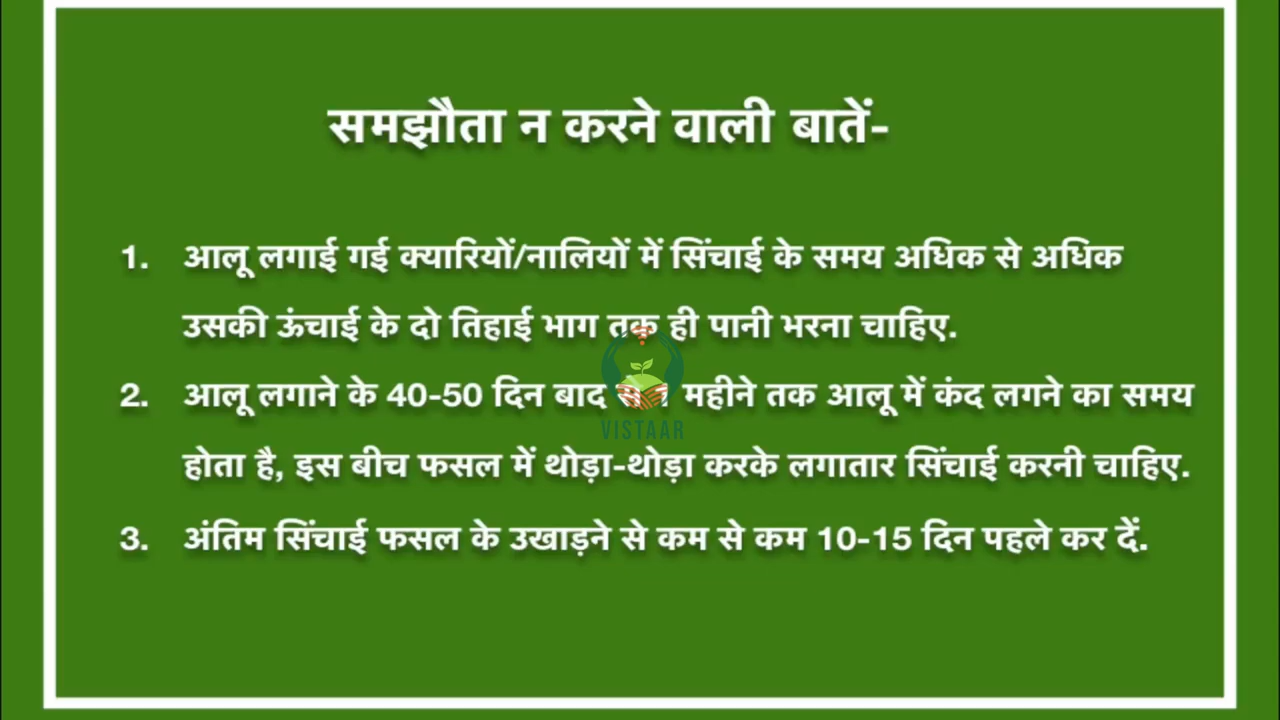 समझौता न करने वाली बातें-
1. आलू लगाई गई क्यारियों/नालियों में सिंचाई के समय अधिक से अधिक
उसकी ऊंचाई के दो तिहाई भाग तक ही पानी भरना चाहिए.
2. आलू लगाने के 40-50 दिन बाद महीने तक आलू में कंद लगने का समय
VISTAAR
होता है, इस बीच फसल में थोड़ा-थोड़ा करके लगातार सिंचाई करनी चाहिए.
3. अंतिम सिंचाई फसल के उखाड़ने से कम से कम 10-15 दिन पहले कर दें.